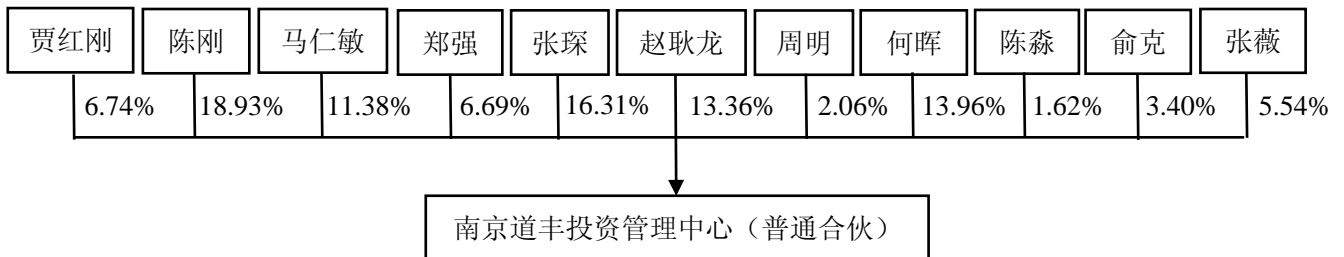 贾红刚 陈刚 马仁敏 郑强 张琛 赵耿龙 周明 何晖 陈淼 俞克 张薇
6.74% 18.93% 11.38% 6.69% 16.31% 13.36% 2.06% 13.96% 1.62% 3.40% 5.54%
南京道丰投资管理中心（普通合伙）